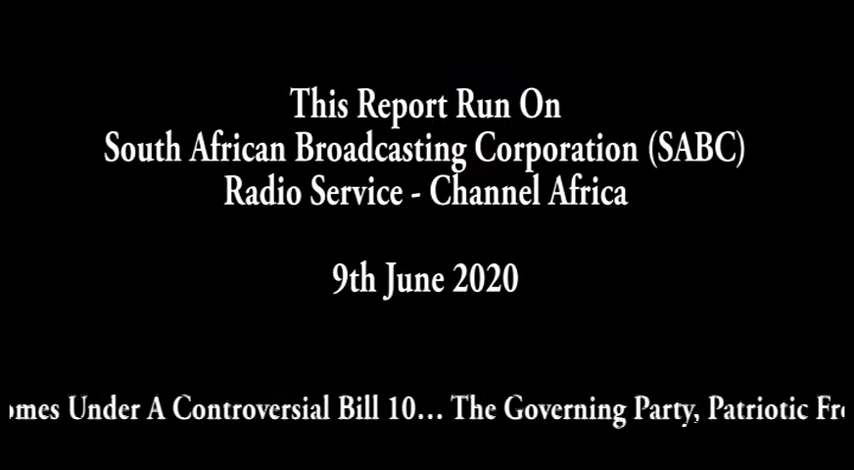 This Report Run On
South African Broadcasting Corporation (SABC)
Radio Service - Channel Africa
9th June 2020
Under A Controversial Bill 10... The Governing Party, Patriotic